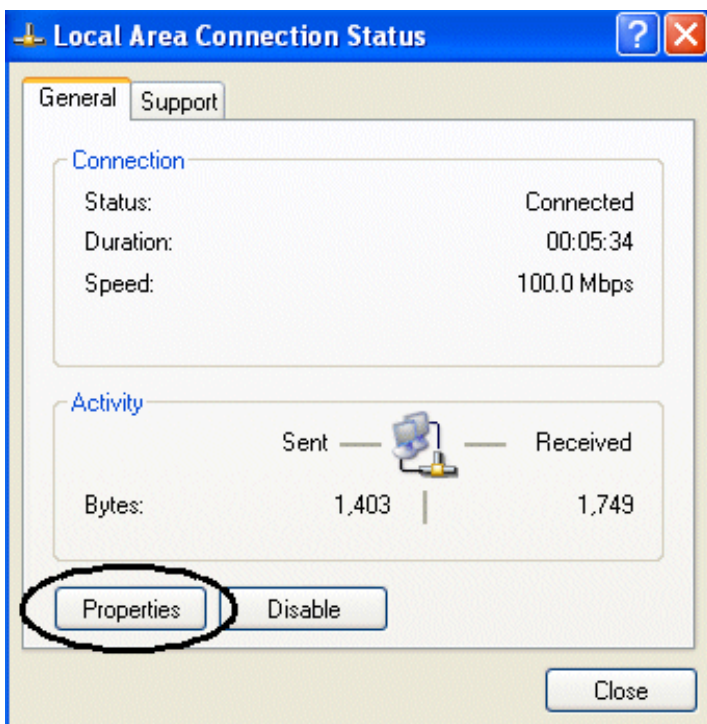 Local Area Connection Status
General Support
Connection
Status: Connected
Duration: 00:05:34
Speed: 100.0 Mbps
Activity
Sent Received
Bytes: 1,403 1,749
Properties Disable
Close